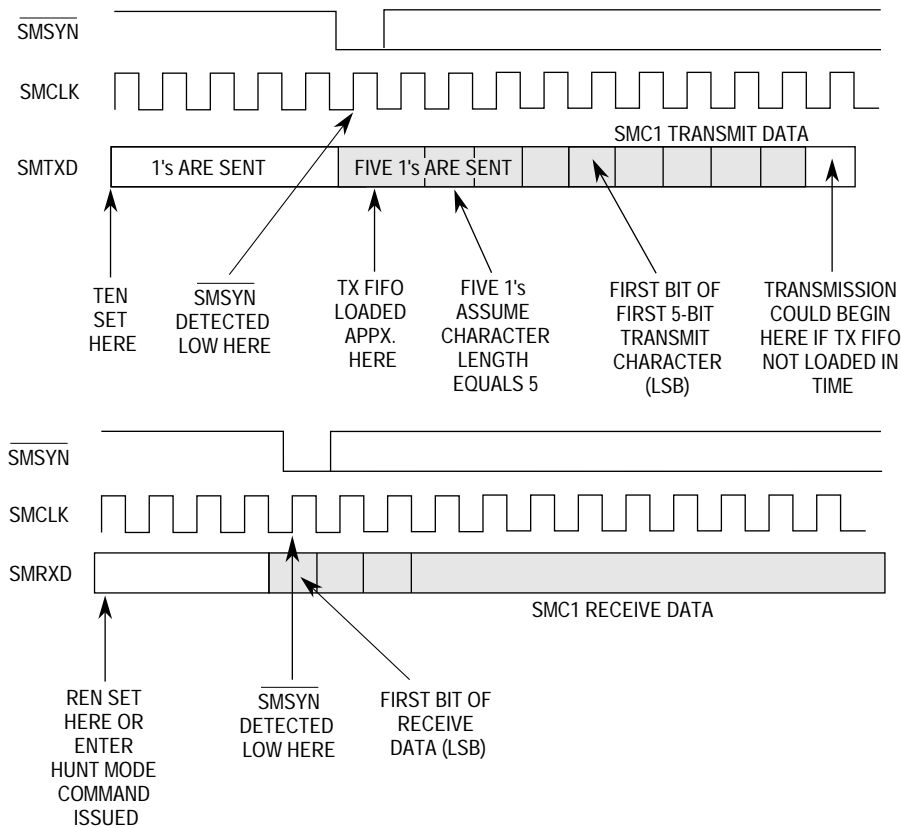 SMSYN
SMCLK
SMC1 TRANSMIT DATA
SMTXD
1's ARE SENT
FIVE 1's ARE SENT
TEN
SET
HERE
SMSYN
DETECTED
LOW HERE
TX FIFO
LOADED
APPX.
HERE
FIVE 1's
ASSUME
CHARACTER
LENGTH
EQUALS 5
FIRST BIT OF
FIRST 5-BIT
TRANSMIT
CHARACTER
(LSB)
TRANSMISSION
COULD BEGIN
HERE IF TX FIFO
NOT LOADED IN
TIME
SMSYN
SMCLK
SMRXD
SMC1 RECEIVE DATA
REN SET
HERE OR
ENTER
HUNT MODE
COMMAND
ISSUED
SMSYN
DETECTED
LOW HERE
FIRST BIT OF
RECEIVE
DATA (LSB)